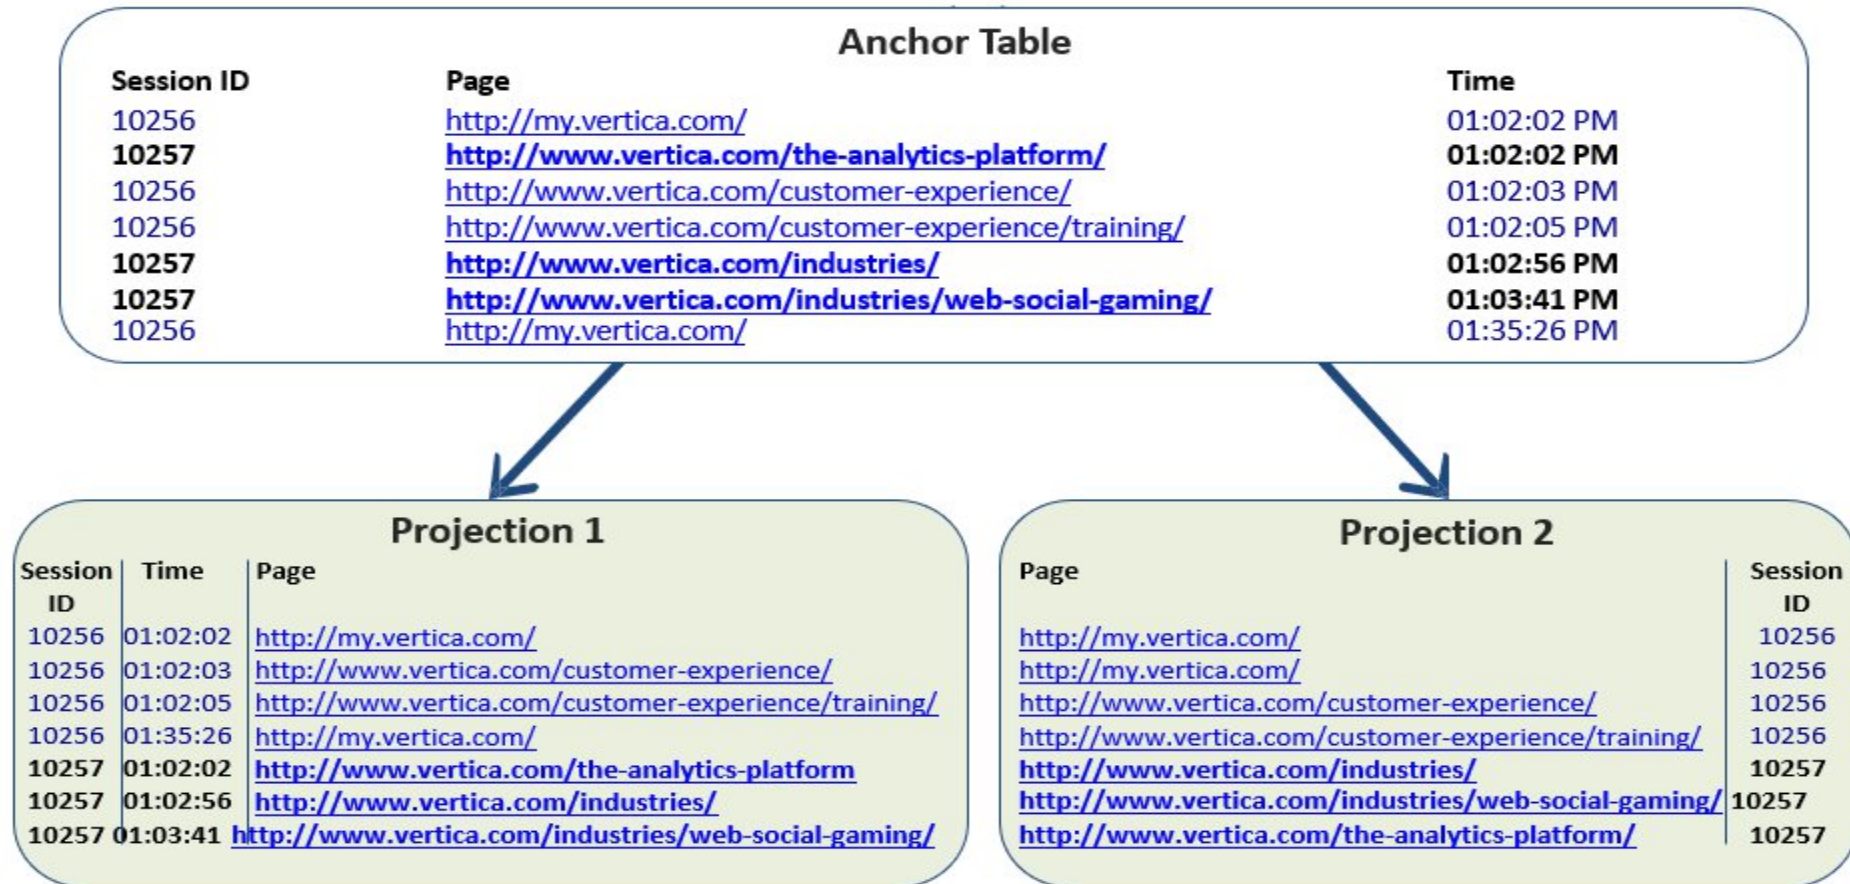 Anchor Table
Session ID Page Time
10256 http://my.vertica.com/ 01:02:02 PM
10257 http://www.vertica.com/the-analytics-platform/ 01:02:02 PM
10256 http://www.vertica.com/customer-experience/ 01:02:03 PM
10256 http://www.vertica.com/customer-experience/training/ 01:02:05 PM
10257 http://www.vertica.com/industries/ 01:02:56 PM
10257 http://www.vertica.com/industries/web-social-gaming/ 01:03:41 PM
10256 http://my.vertica.com/ 01:35:26 PM
Projection 1
Session Time Page
ID
10256 01:02:02 http://my.vertica.com/
10256 01:02:03 http://www.vertica.com/customer-experience/
10256 01:02:05 http://www.vertica.com/customer-experience/training/
10256 01:35:26 http://my.vertica.com/
10257 01:02:02 http://www.vertica.com/the-analytics-platform
10257 01:02:56 http://www.vertica.com/industries/
10257 01:03:41 http://www.vertica.com/industries/web-social-gaming/
Projection 2
Page Session
ID
http://my.vertica.com/ 10256
http://my.vertica.com/ 10256
http://www.vertica.com/customer-experience/ 10256
http://www.vertica.com/customer-experience/training/ 10256
http://www.vertica.com/industries/ 10257
http://www.vertica.com/industries/web-social-gaming/ 10257
http://www.vertica.com/the-analytics-platform/ 10257